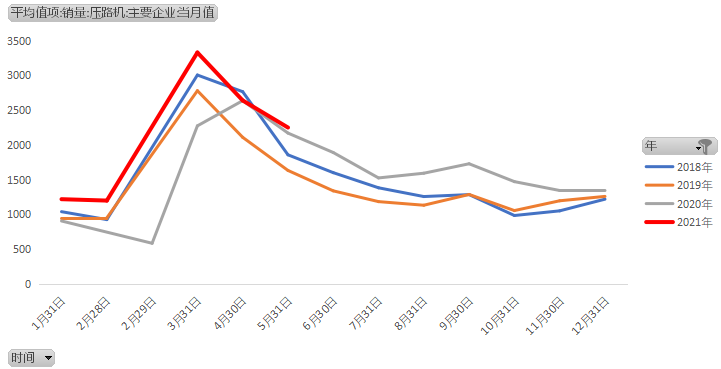 平均值项:销量:压路机:主要企业:当月值
3500
3000
2500
2000
1500
1000
500
0
1月31日
2月28日
2月29日
3月31日
4月30日
5月31日
6月30日
7月31日
8月31日
9月30日
10月31日
11月30日
12月31日
年
2018年
2019年
2020年
2021年
时间